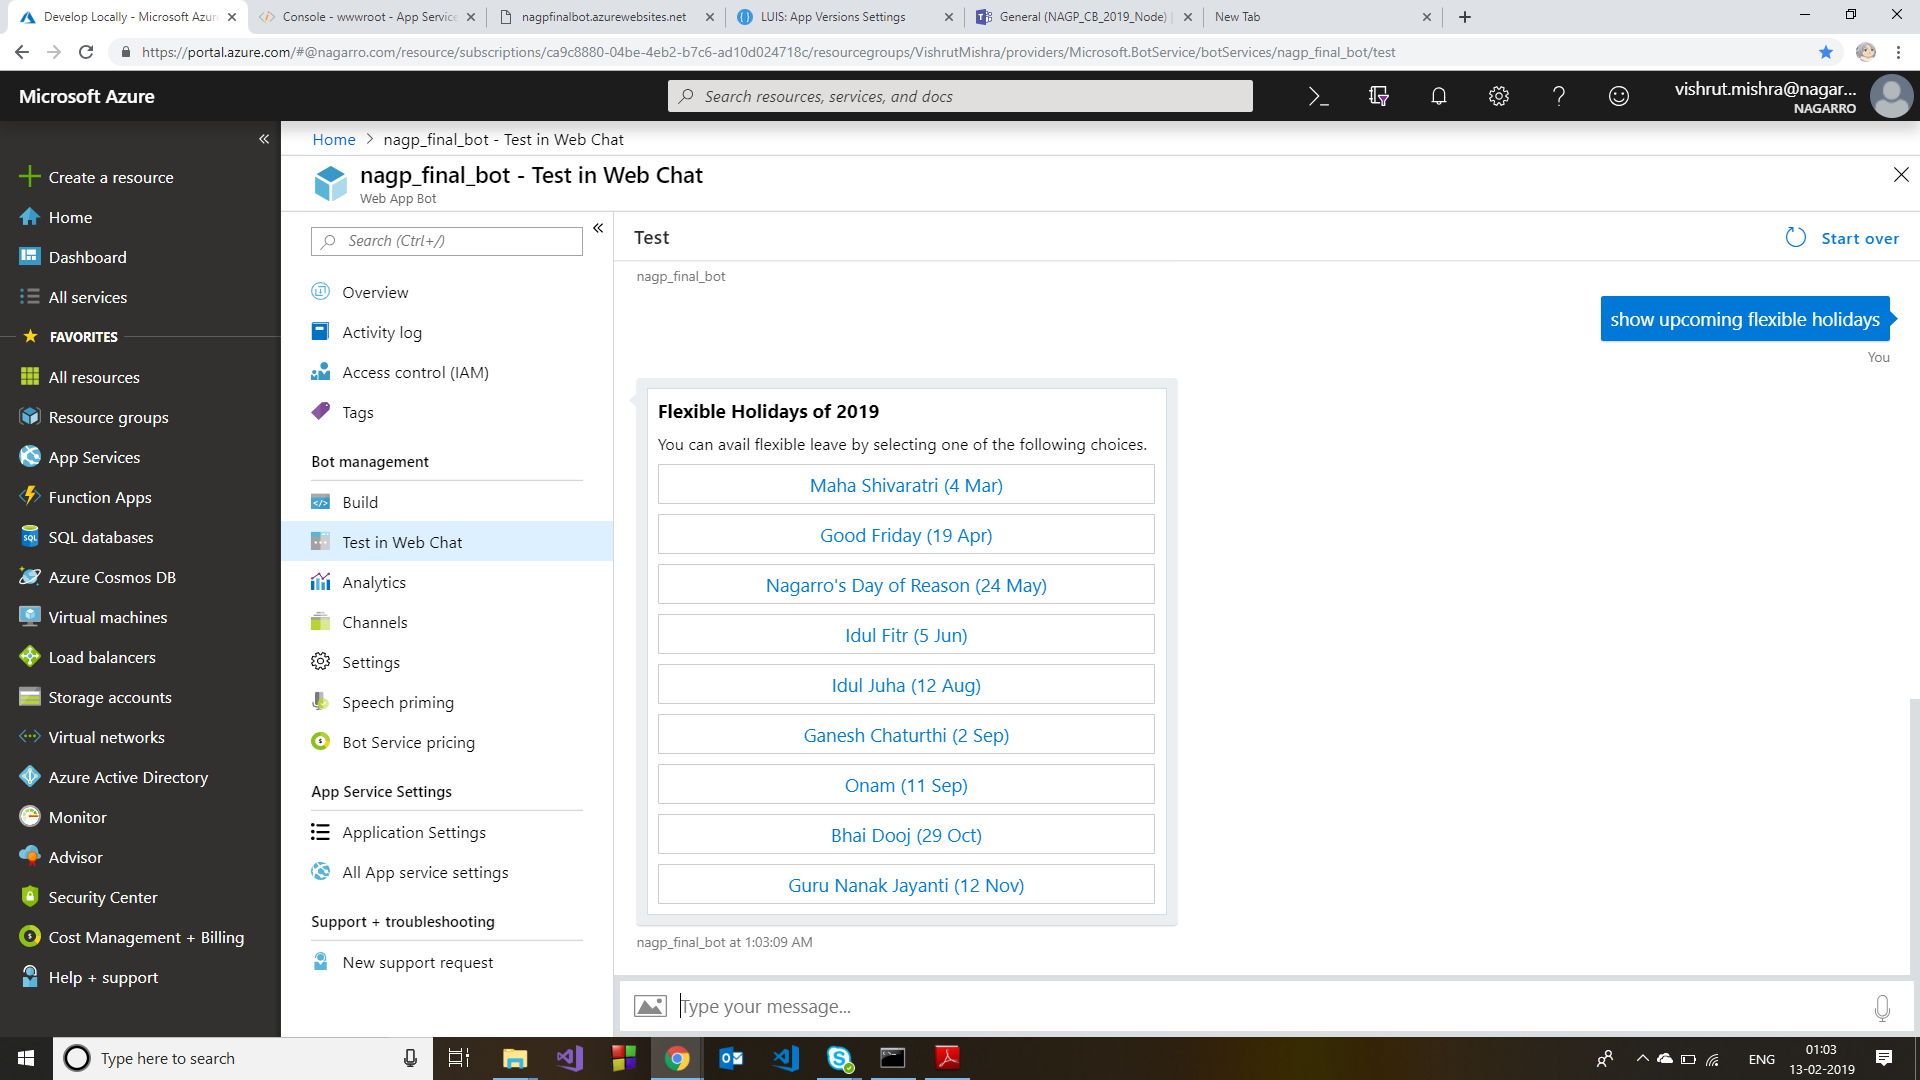 Develop Locally - Microsoft Azur
Console - wwwroot - App Service
nagpfinalbot.azurewebsites.net
LUIS: App Versions Settings
General (NAGP_CB_2019_Node) |
New Tab
https://portal.azure.com/#@nagarro.com/resource/subscriptions/ca9c8880-04be-4eb2-b7c6-ad10d024718c/resourcegroups/VishrutMishra/providers/Microsoft.BotService/botServices/nagp_final_bot/test
Microsoft Azure
Search resources, services, and docs
vishrut.mishra@nagar...
NAGARRO
Home > nagp_final_bot - Test in Web Chat
nagp_final_bot - Test in Web Chat
Web App Bot
Create a resource
Home
Dashboard
All services
FAVORITES
All resources
Resource groups
App Services
Function Apps
SQL databases
Azure Cosmos DB
Virtual machines
Load balancers
Storage accounts
Virtual networks
Azure Active Directory
Monitor
Advisor
Security Center
Cost Management + Billing
Help + support
Search (Ctrl+/)
Overview
Activity log
Access control (IAM)
Tags
Bot management
Build
Test in Web Chat
Analytics
Channels
Settings
Speech priming
Bot Service pricing
App Service Settings
Application Settings
All App service settings
Support + troubleshooting
New support request
Test
Start over
nagp_final_bot
show upcoming flexible holidays
You
Flexible Holidays of 2019
You can avail flexible leave by selecting one of the following choices.
Maha Shivaratri (4 Mar)
Good Friday (19 Apr)
Nagarro's Day of Reason (24 May)
Idul Fitr (5 Jun)
Idul Juha (12 Aug)
Ganesh Chaturthi (2 Sep)
Onam (11 Sep)
Bhai Dooj (29 Oct)
Guru Nanak Jayanti (12 Nov)
nagp_final_bot at 1:03:09 AM
Type your message...
Type here to search
ENG
01:03
13-02-2019